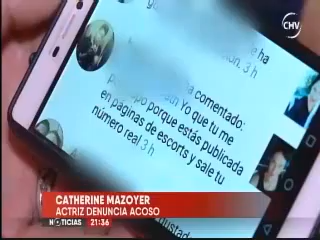 CHV
ha
3 h
comentado:
Yo que tu me
porque estás publicada
en páginas de escorts y sale tu
número real 3 h
CATHERINE MAZOYER
ACTRIZ DENUNCIA ACOSO
NOTICIAS 21:36